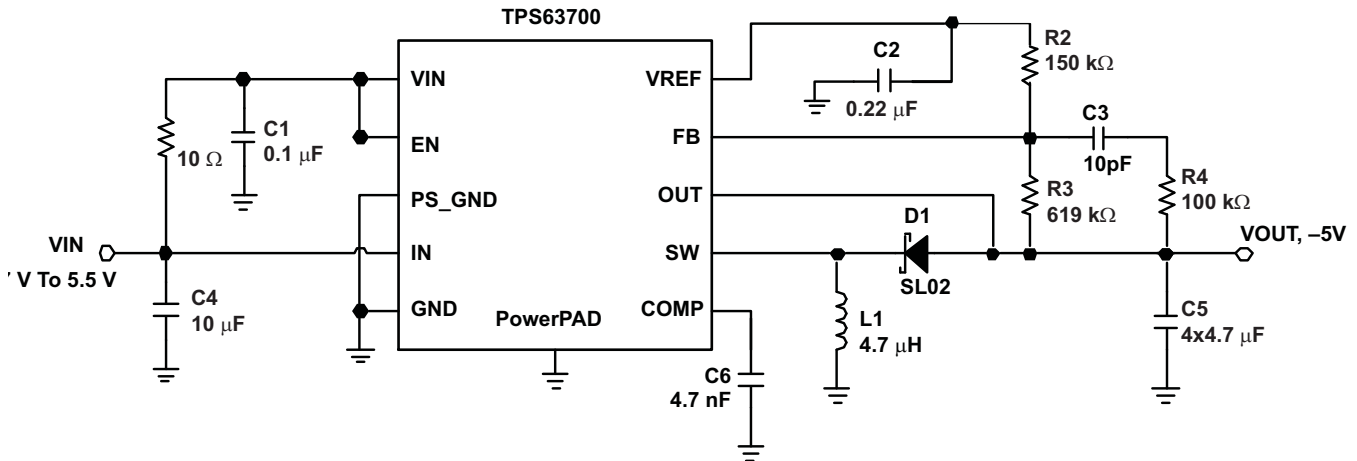 TPS63700
VIN
EN
PS_GND
IN
GND
VREF
FB
OUT
SW
COMP
PowerPAD
10 Ω
C1
0.1 µF
VIN
V To 5.5 V
C4
10 µF
C2
0.22 µF
R2
150 kΩ
C3
10pF
R3
619 kΩ
R4
100 kΩ
D1
SL02
VOUT, –5V
L1
4.7 µH
C5
4x4.7 µF
C6
4.7 nF